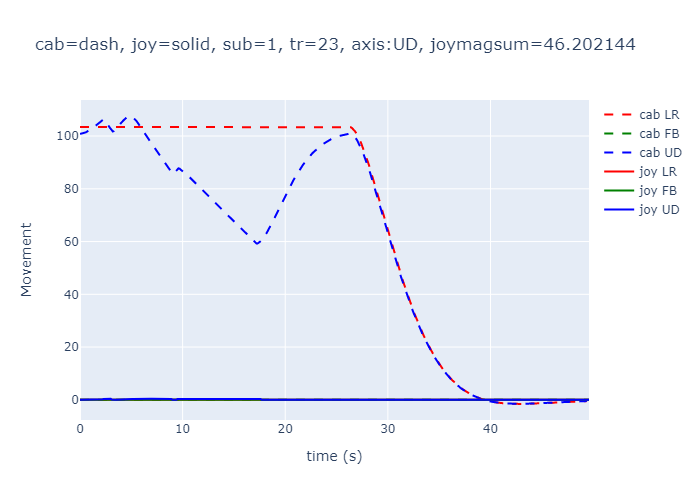 cab=dash, joy=solid, sub=1, tr=23, axis:UD, joymagsum=46.202144
cab LR
cab FB
cab UD
joy LR
joy FB
joy UD
Movement
100
80
60
40
20
0
0
10
20
30
40
time (s)